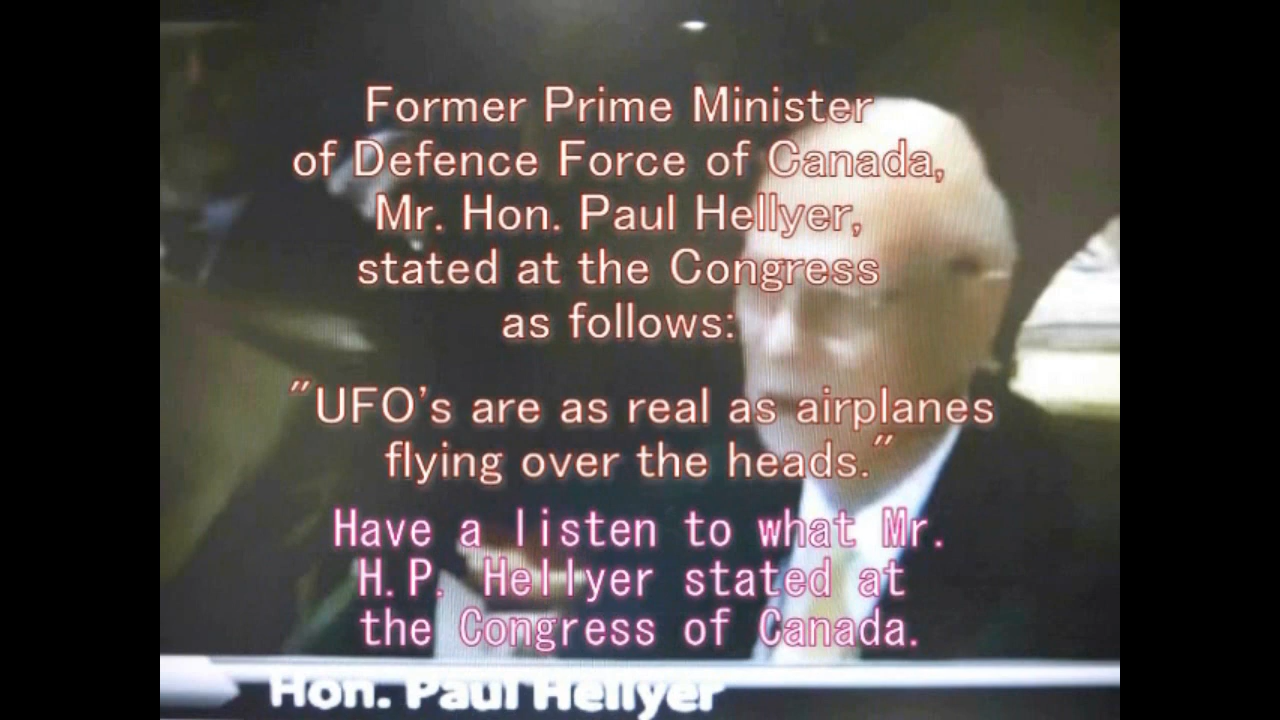 Former Prime Minister
of Defence Force of Canada,
Mr. Hon. Paul Hellyer,
stated at the Congress
as follows:
"UFO's are as real as airplanes
flying over the heads."
Have a listen to what Mr.
H.P. Hellyer stated at
the Congress of Canada.
Hon. Paul Hellyer